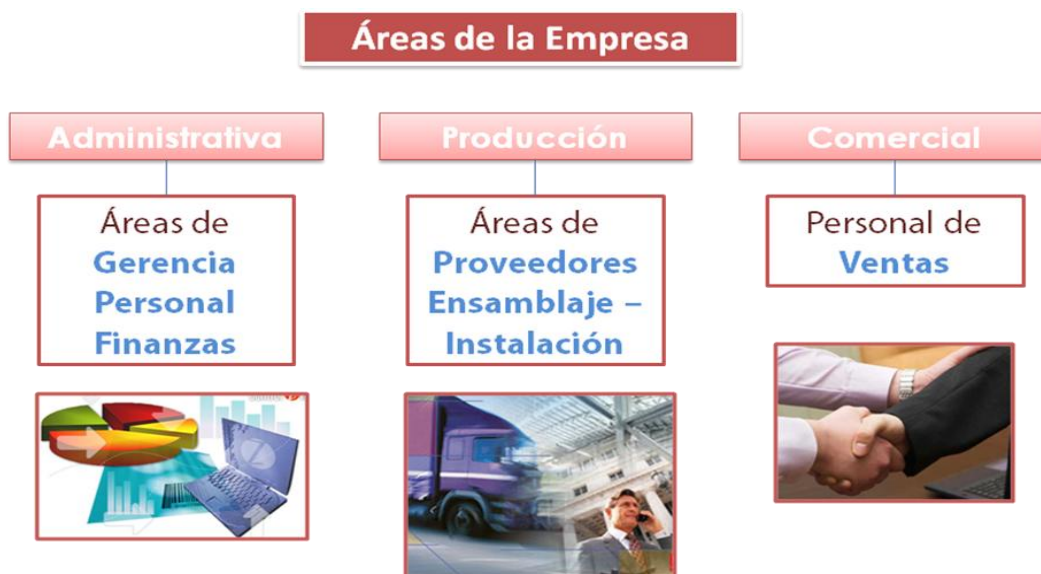 Áreas de la Empresa
Administrativa
Áreas de
Gerencia
Personal
Finanzas
Producción
Áreas de
Proveedores
Ensamblaje –
Instalación
Comercial
Personal de
Ventas